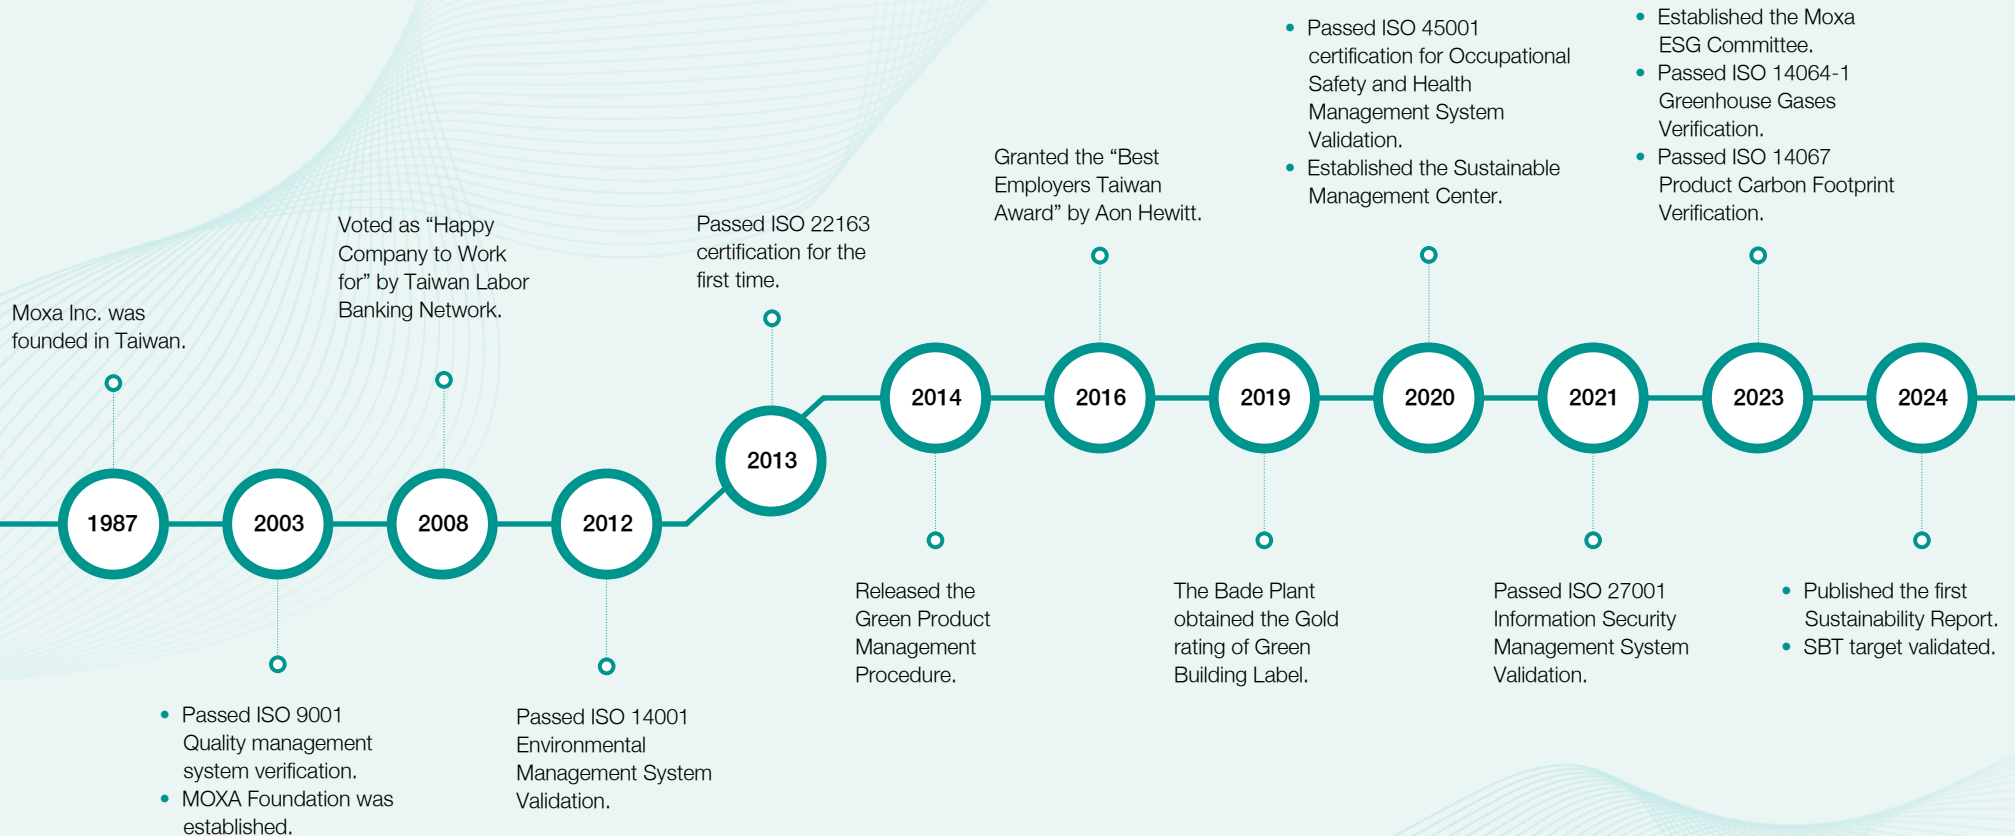 Moxa Inc. was
founded in Taiwan.
1987
2003
• Passed ISO 9001
Quality management
system verification.
• MOXA Foundation was
established.
Voted as “Happy
Company to Work
for” by Taiwan Labor
Banking Network.
2008
2012
Passed ISO 14001
Environmental
Management System
Validation.
Passed ISO 22163
certification for the
first time.
2013
2014
Released the
Green Product
Management
Procedure.
Granted the “Best
Employers Taiwan
Award” by Aon Hewitt.
2016
2019
The Bade Plant
obtained the Gold
rating of Green
Building Label.
• Passed ISO 45001
certification for Occupational
Safety and Health
Management System
Validation.
• Established the Sustainable
Management Center.
2020
2021
Passed ISO 27001
Information Security
Management System
Validation.
• Established the Moxa
ESG Committee.
• Passed ISO 14064-1
Greenhouse Gases
Verification.
• Passed ISO 14067
Product Carbon Footprint
Verification.
2023
2024
• Published the first
Sustainability Report.
• SBT target validated.